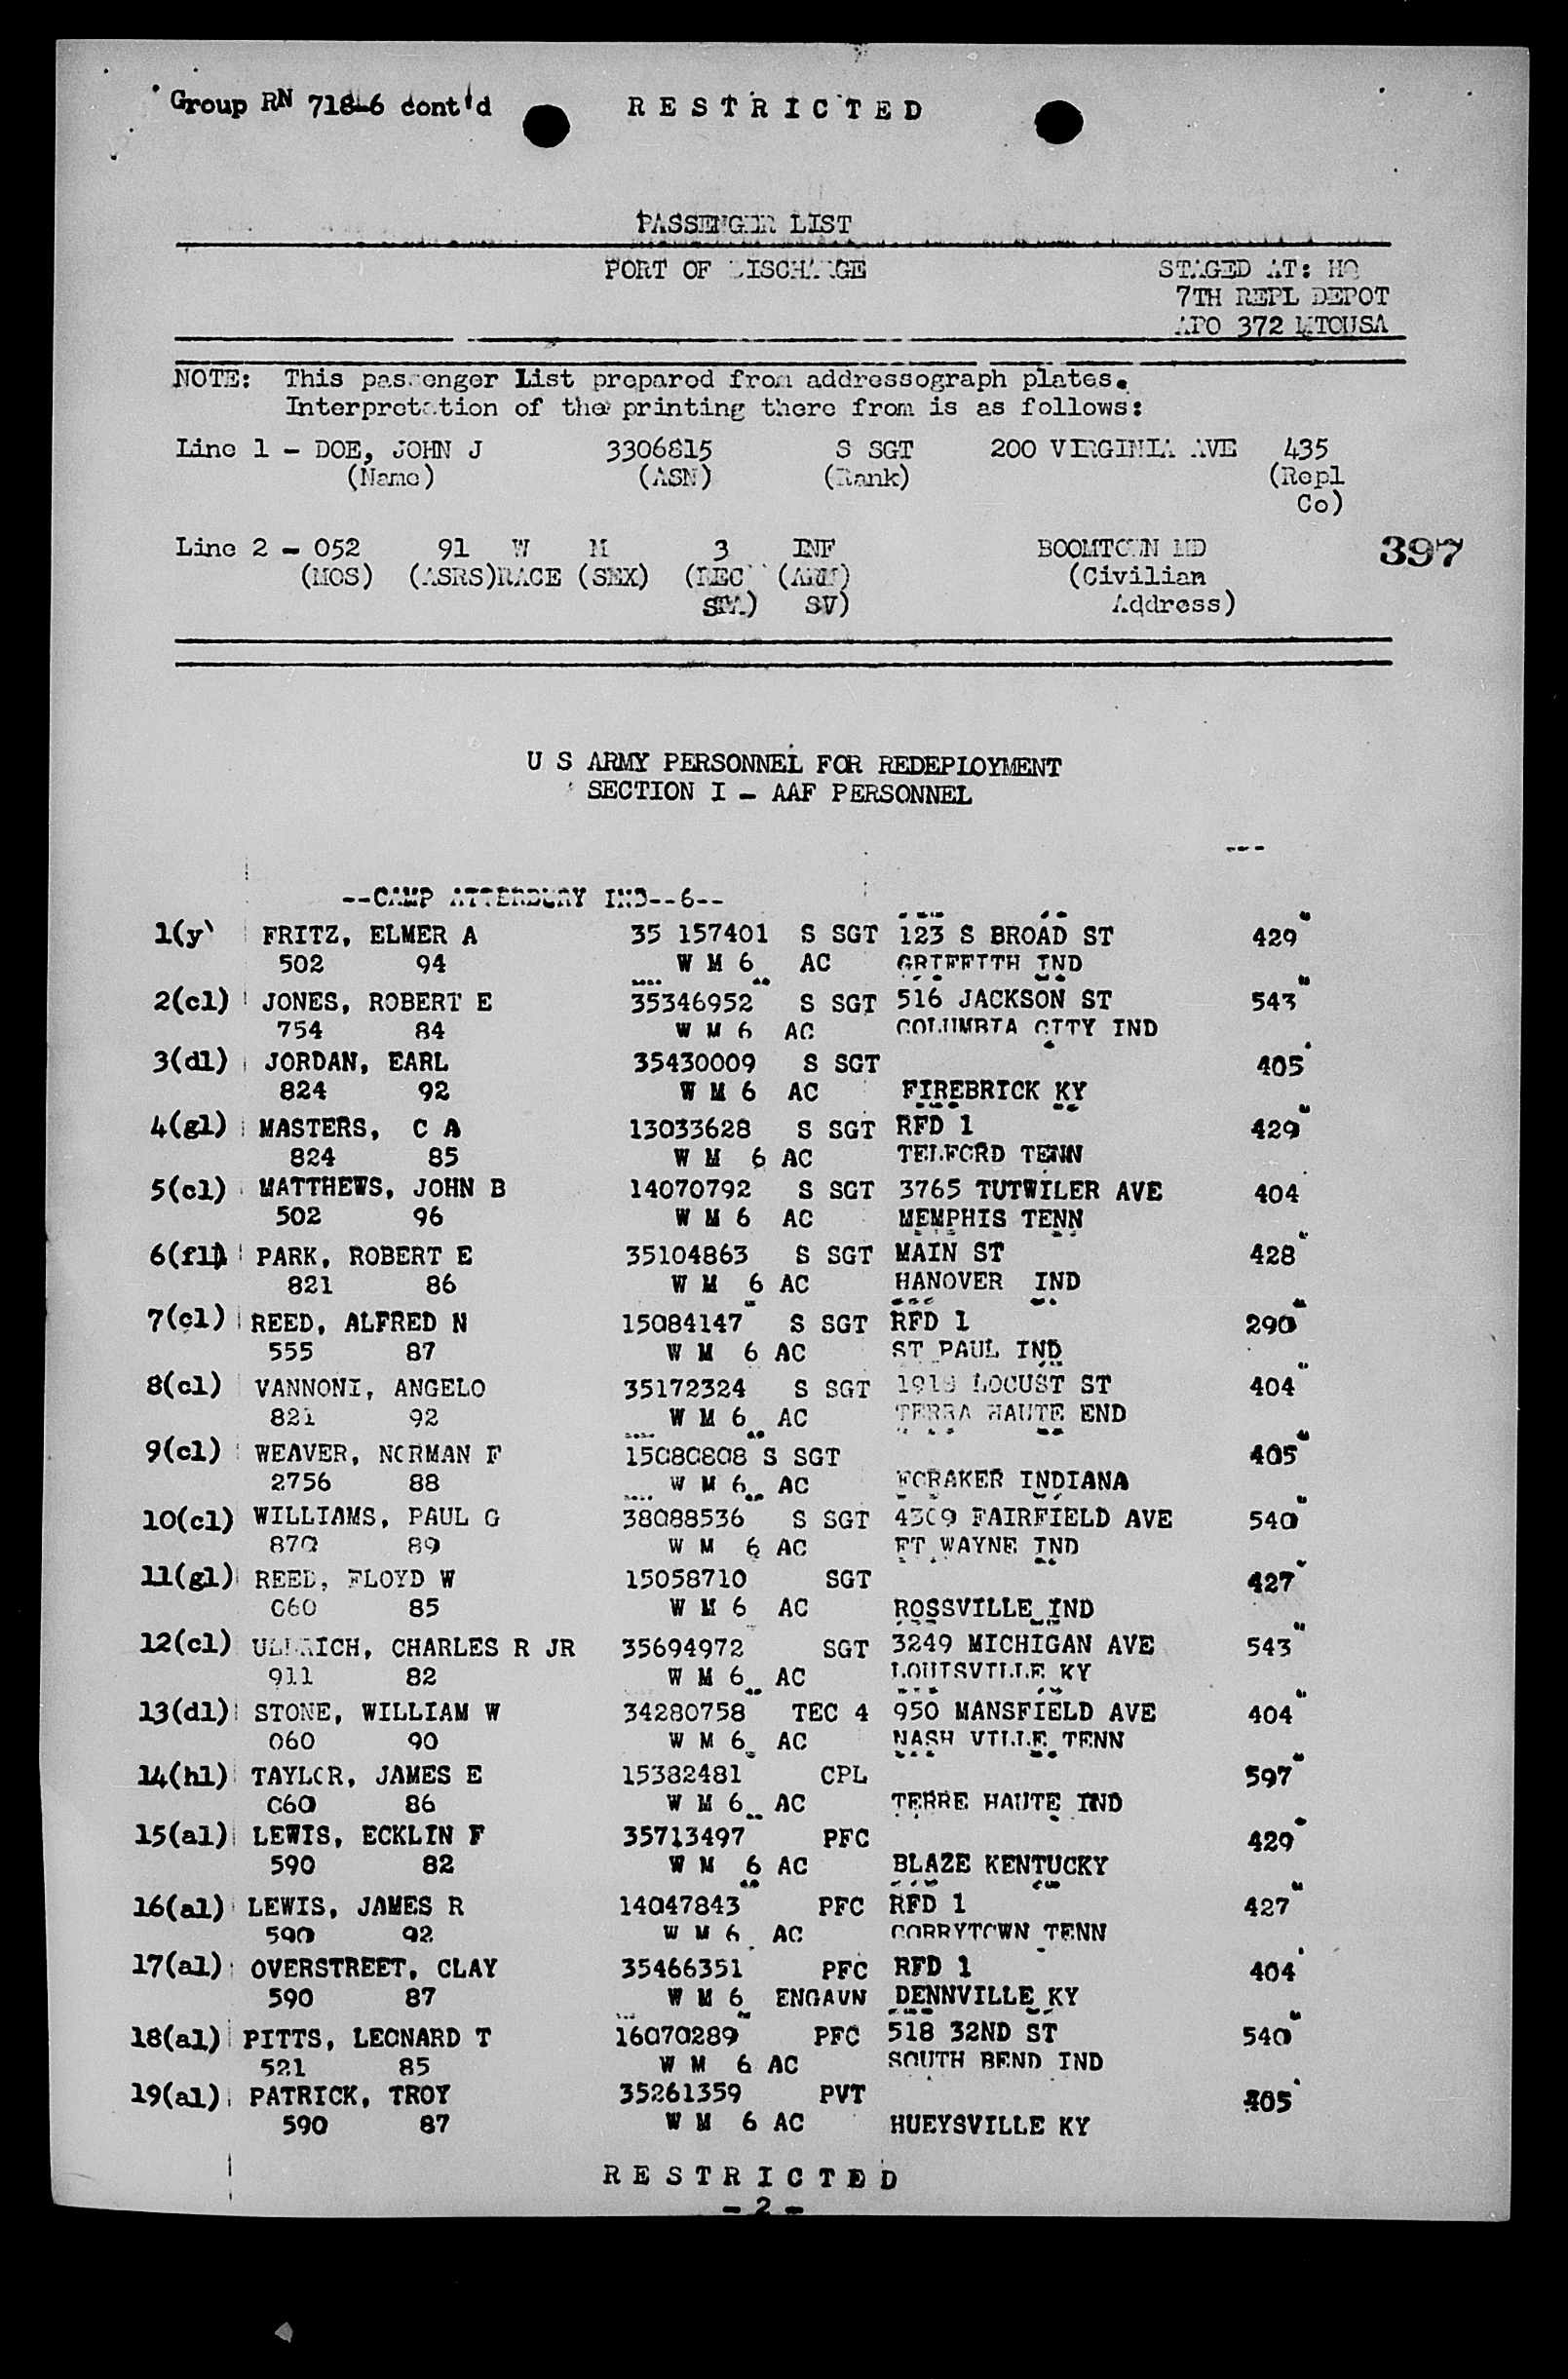 Group RN 718-6 cont'd R E S T R I C T E D
PASSENGER LIST
PORT OF DISCHARGE STAGED AT: HQ
7TH REPL DEPOT
APO 372 MTOUSA
NOTE: This passenger List prepared from addressograph plates.
Interpretation of the printing there from is as follows:
Line 1 - DOE, JOHN J 3306815 S SGT 200 VIRGINIA AVE 435
(Name) (ASN) (Rank) (Repl
Co)
Line 2 - 052 91 W M 3 INF BOOMTOWN MD 397
(MOS) (ASRS)RACE (SEX) (REC (ARM) (Civilian
STA) SV) Address)
U S ARMY PERSONNEL FOR REDEPLOYMENT
SECTION I - AAF PERSONNEL
---
--CAMP ATTERBURY IND--6--
1(y) FRITZ, ELMER A 35 157401 S SGT 123 S BROAD ST 429
502 94 W M 6 AC GRIFFITH IND
2(cl) JONES, ROBERT E 35346952 S SGT 516 JACKSON ST 543
754 84 W M 6 AC COLUMBIA CITY IND
3(dl) JORDAN, EARL 35430009 S SGT 405
824 92 W M 6 AC FIREBRICK KY
4(gl) MASTERS, C A 13033628 S SGT RFD 1 429
824 85 W M 6 AC TELFORD TENN
5(cl) MATTHEWS, JOHN B 14070792 S SGT 3765 TUTWILER AVE 404
502 96 W M 6 AC MEMPHIS TENN
6(fl) PARK, ROBERT E 35104863 S SGT MAIN ST 428
821 86 W M 6 AC HANOVER IND
7(cl) REED, ALFRED N 15084147 S SGT RFD 1 290
555 87 W M 6 AC ST PAUL IND
8(cl) VANNONI, ANGELO 35172324 S SGT 1918 LOCUST ST 404
821 92 W M 6 AC TERRA HAUTE END
9(cl) WEAVER, NORMAN F 15080808 S SGT 405
2756 88 W M 6 AC FORAKER INDIANA
10(cl) WILLIAMS, PAUL G 38088536 S SGT 4309 FAIRFIELD AVE 540
870 89 W M 6 AC FT WAYNE IND
11(gl) REED, FLOYD W 15058710 SGT 427
060 85 W M 6 AC ROSSVILLE IND
12(cl) ULLRICH, CHARLES R JR 35694972 SGT 3249 MICHIGAN AVE 543
911 82 W M 6 AC LOUISVILLE KY
13(dl) STONE, WILLIAM W 34280758 TEC 4 950 MANSFIELD AVE 404
060 90 W M 6 AC NASH VILLE TENN
14(hl) TAYLOR, JAMES E 15382481 CPL 597
060 86 W M 6 AC TERRE HAUTE IND
15(al) LEWIS, ECKLIN F 35713497 PFC 429
590 82 W M 6 AC BLAZE KENTUCKY
16(al) LEWIS, JAMES R 14047843 PFC RFD 1 427
590 92 W M 6 AC CORRYTOWN TENN
17(al) OVERSTREET, CLAY 35466351 PFC RFD 1 404
590 87 W M 6 ENGAVN DENNVILLE KY
18(al) PITTS, LEONARD T 16070289 PFC 518 32ND ST 540
521 85 W M 6 AC SOUTH BEND IND
19(al) PATRICK, TROY 35261359 PVT 405
590 87 W M 6 AC HUEYSVILLE KY
R E S T R I C T E D
- 2 -